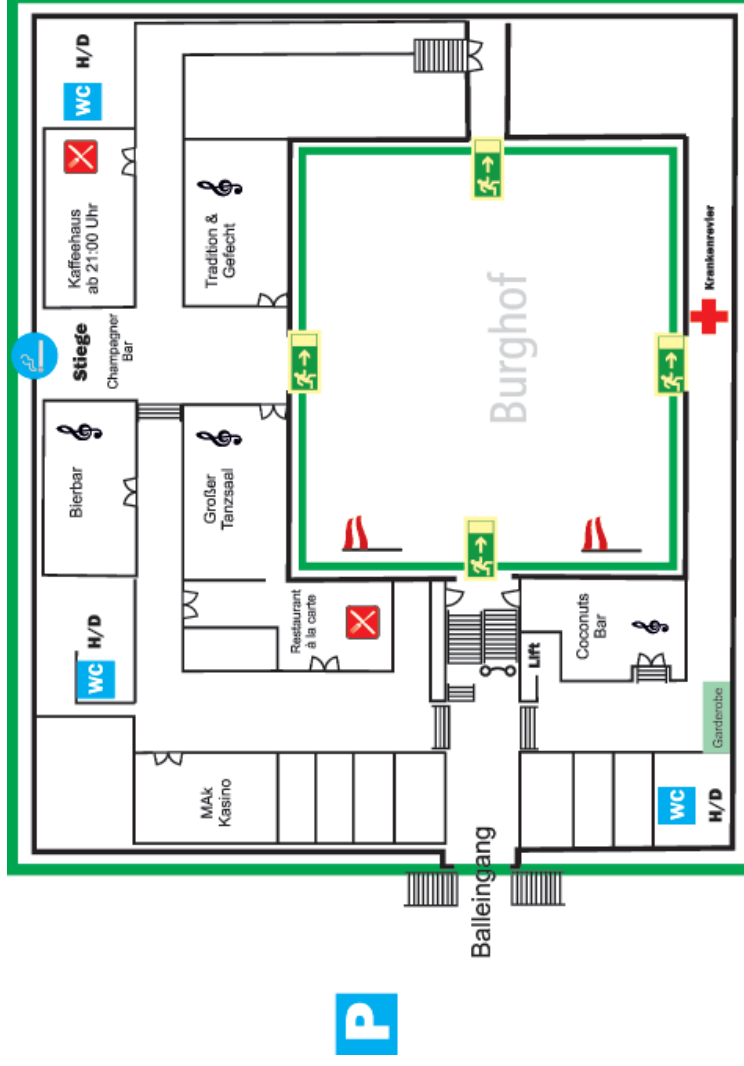 WC
H/D
Kaffeehaus
ab 21:00 Uhr
Stiege
Champagner
Bar
Bierbar
WC
H/D
Tradition &
Gefecht
Großer
Tanzsaal
Restaurant
à la carte
MAk
Kasino
Burghof
Lift
Coconuts
Bar
Krankenrevier
Garderobe
WC
H/D
Balleingang
P